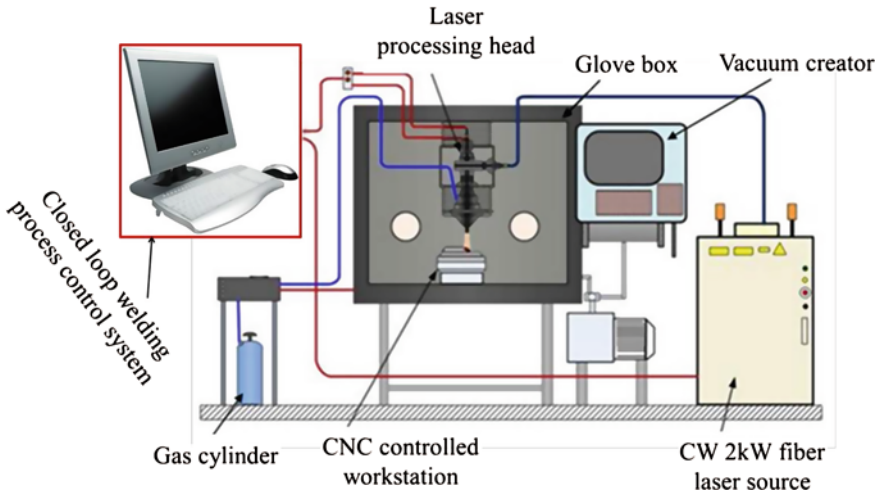 Laser
processing head
Glove box
Vacuum creator
Closed loop welding
process control system
Gas cylinder
CNC controlled
workstation
CW 2kW fiber
laser source